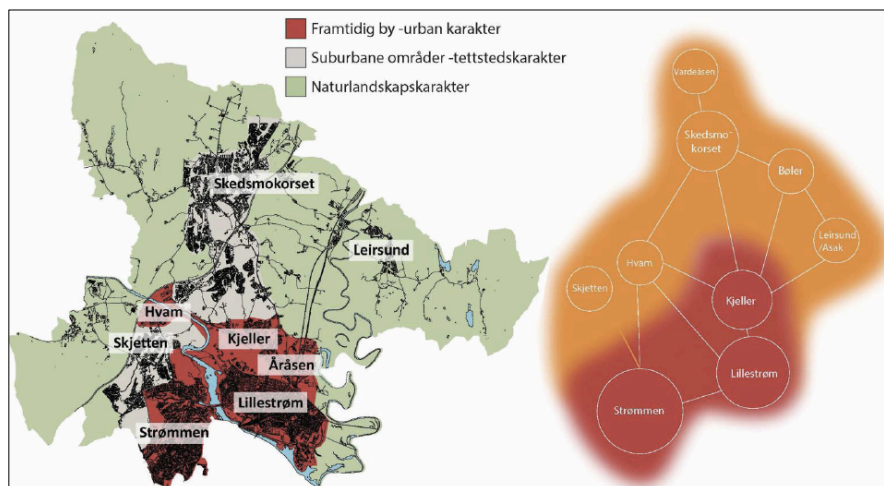 Framtidig by -urban karakter
Suburbane områder -tettstedskarakter
Naturlandskapskarakter
Skedsmokorset
Leirsund
Hvam
Skjetten
Kjeller
Åråsen
Lillestrøm
Strømmen
Vardeåsen
Skedsmo-
korset
Bøler
Leirsund
/Asak
Hvam
Skjetten
Kjeller
Lillestrøm
Strømmen